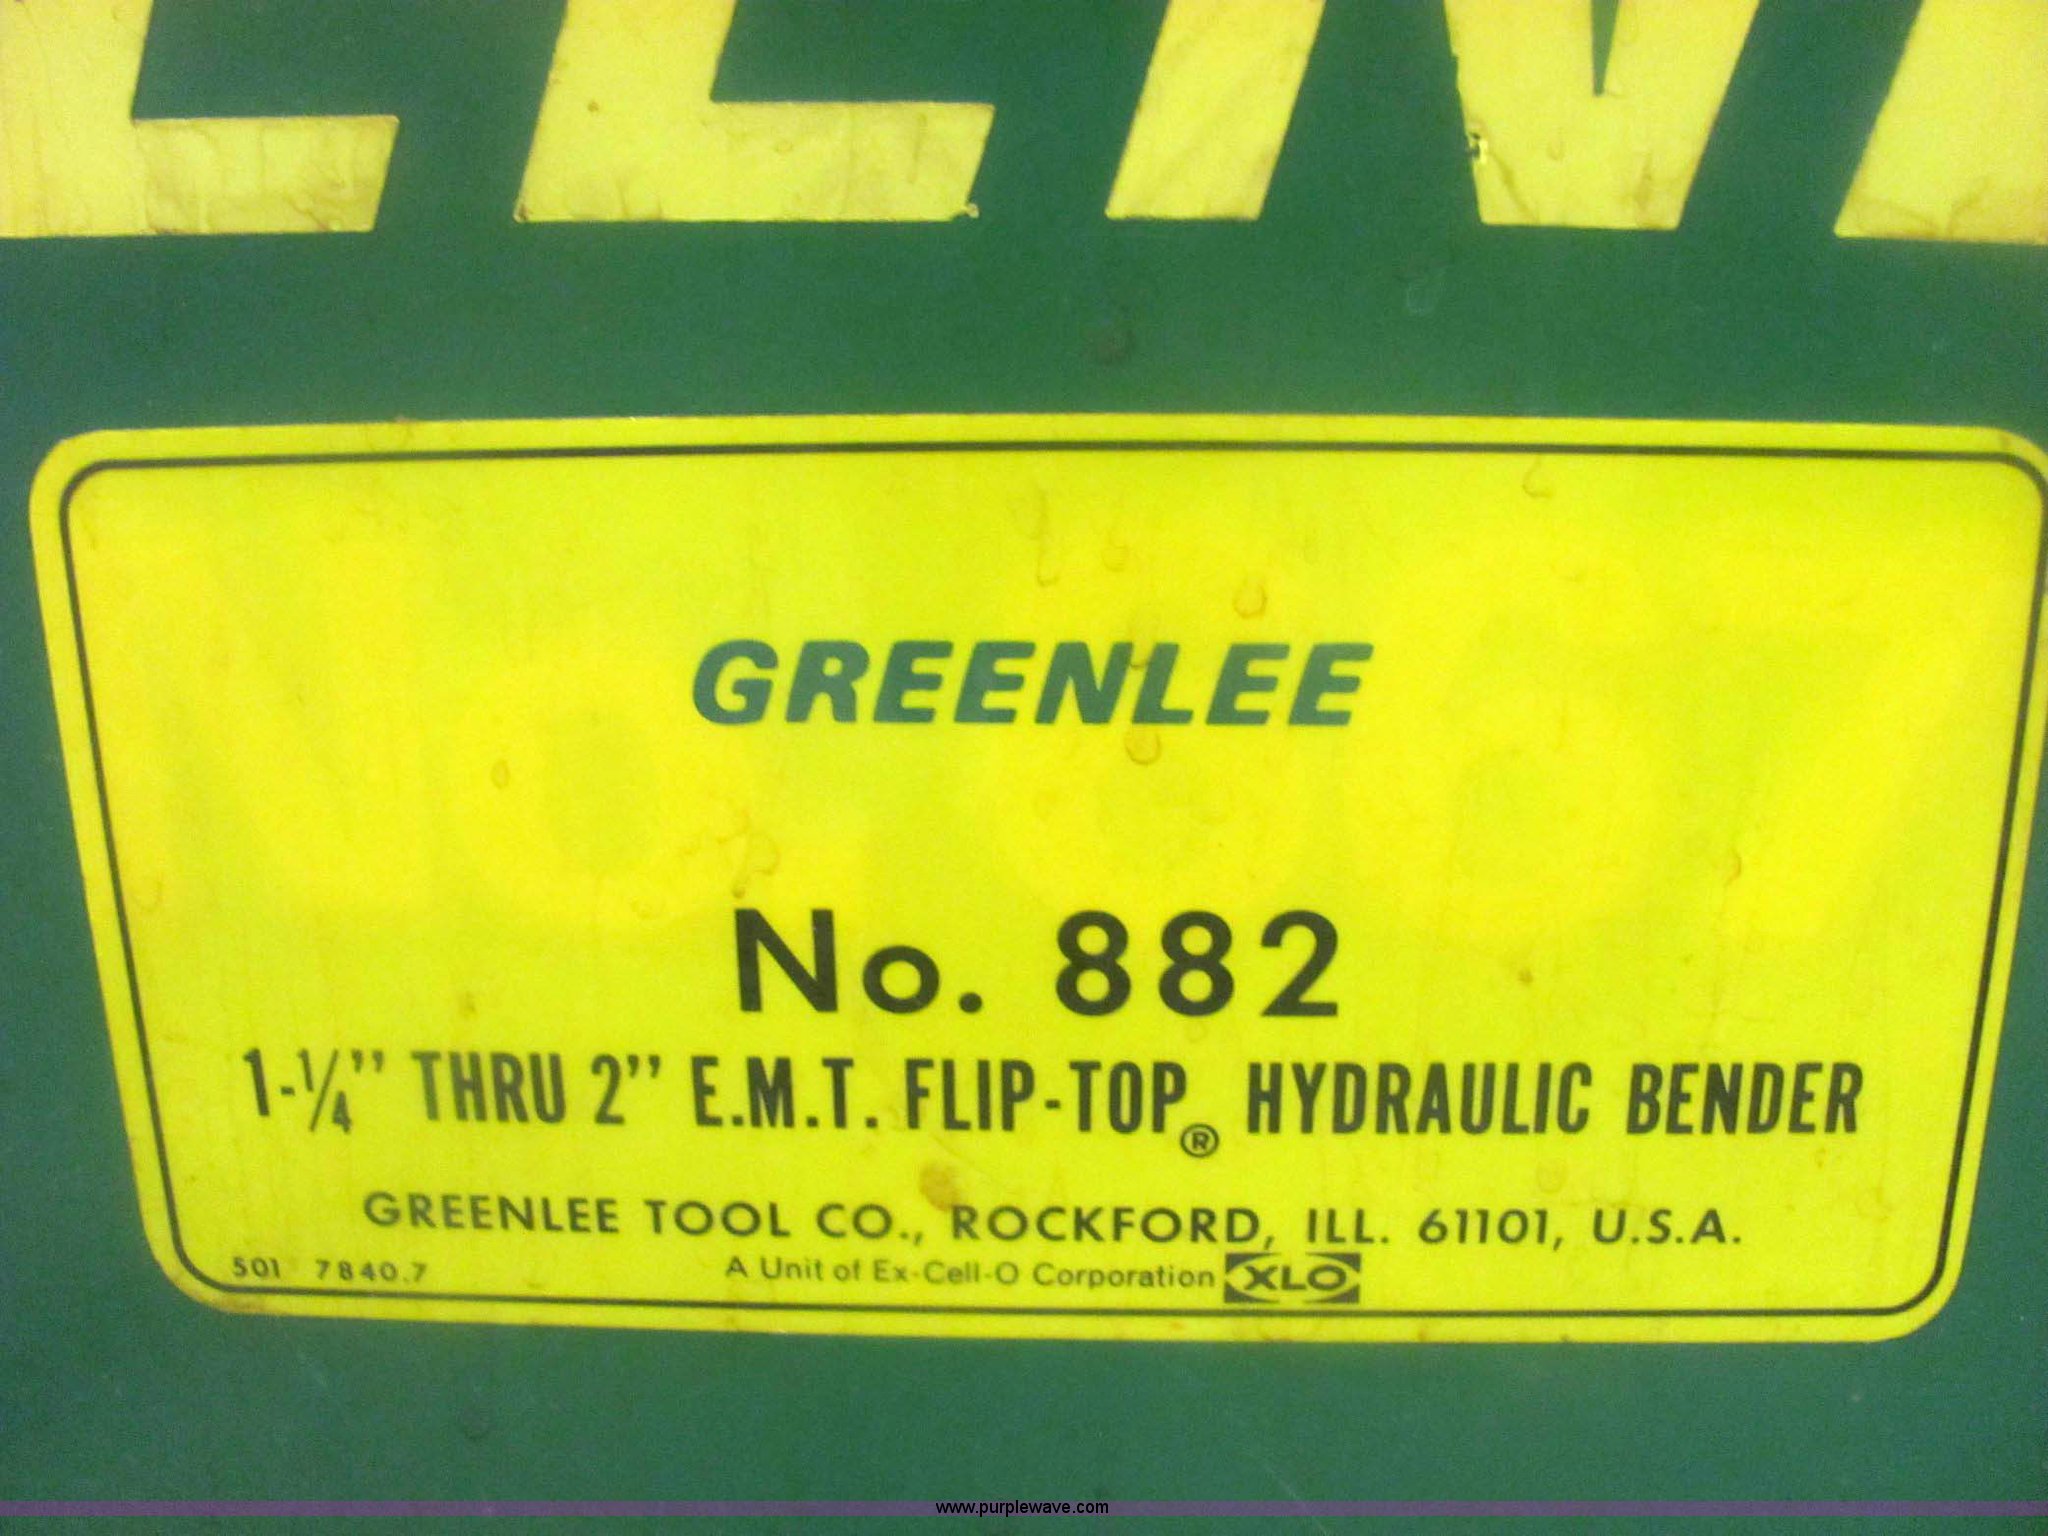 EENL
GREENLEE
No. 882
1-1/4" THRU 2" E.M.T. FLIP-TOP® HYDRAULIC BENDER
GREENLEE TOOL CO., ROCKFORD, ILL. 61101, U.S.A.
501 7840.7 A Unit of Ex-Cell-O Corporation XLO
www.purplewave.com